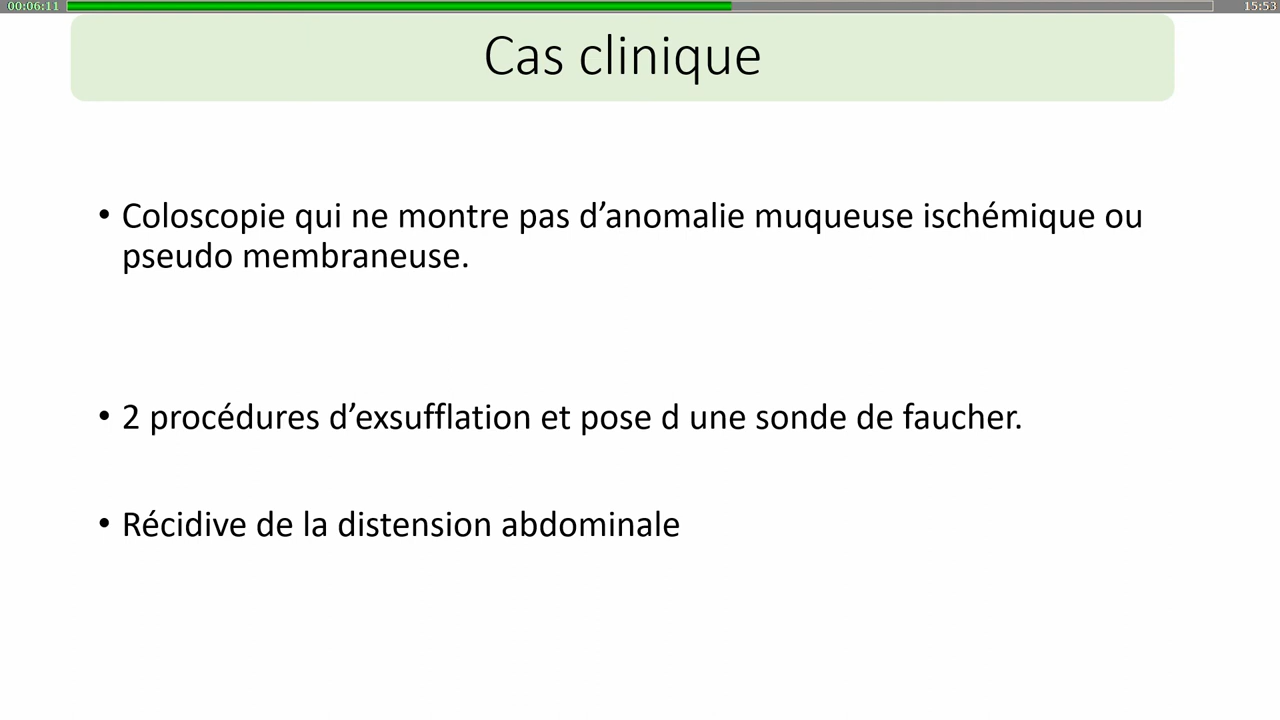 00:06:11
15:53
Cas clinique
• Coloscopie qui ne montre pas d’anomalie muqueuse ischémique ou
pseudo membraneuse.
• 2 procédures d’exsufflation et pose d une sonde de faucher.
• Récidive de la distension abdominale